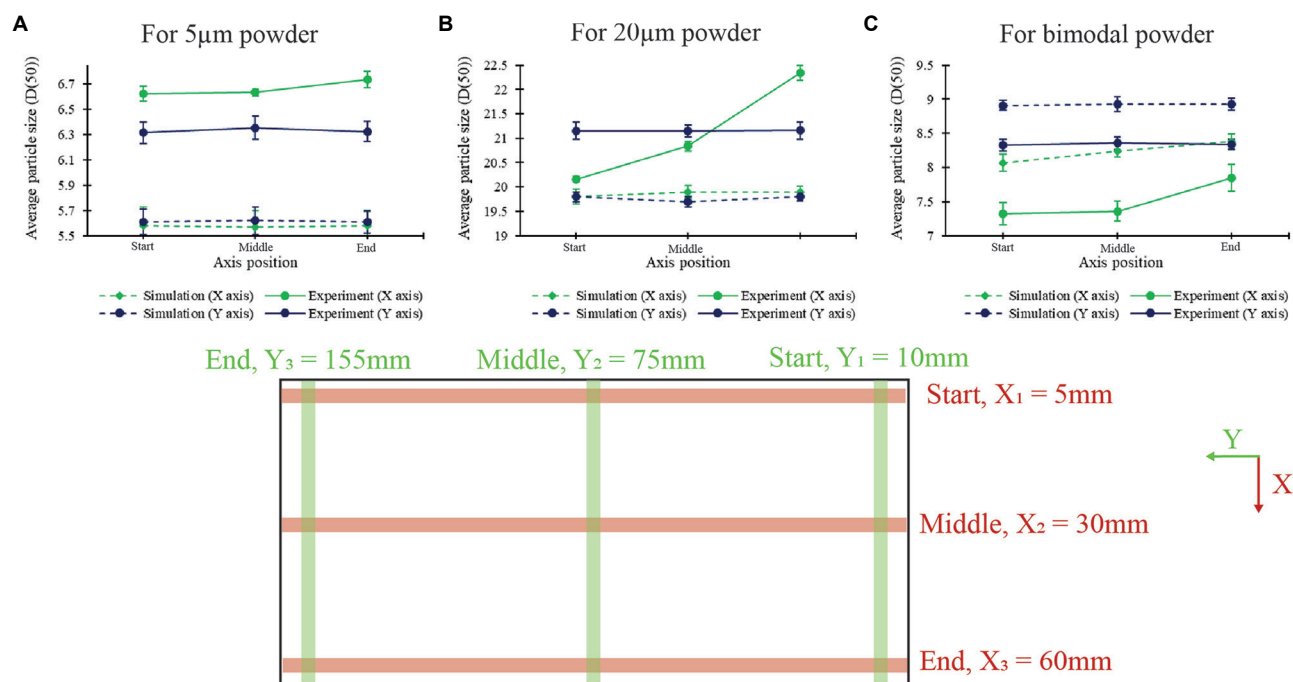 A
For 5µm powder
Average particle size (D(50))
6.7
6.5
6.3
6.1
5.9
5.7
5.5
Start
Middle
End
Axis position
Simulation (X axis)
Experiment (X axis)
Simulation (Y axis)
Experiment (Y axis)
B
For 20µm powder
Average particle size (D(50))
22.5
22
21.5
21
20.5
20
19.5
19
Start
Middle
Axis position
Simulation (X axis)
Experiment (X axis)
Simulation (Y axis)
Experiment (Y axis)
C
For bimodal powder
Average particle size (D(50))
9.5
9
8.5
8
7.5
7
Start
Middle
End
Axis position
Simulation (X axis)
Experiment (X axis)
Simulation (Y axis)
Experiment (Y axis)
End, Y₃ = 155mm
Middle, Y₂ = 75mm
Start, Y₁ = 10mm
Start, X₁ = 5mm
Y
X
Middle, X₂ = 30mm
End, X₃ = 60mm